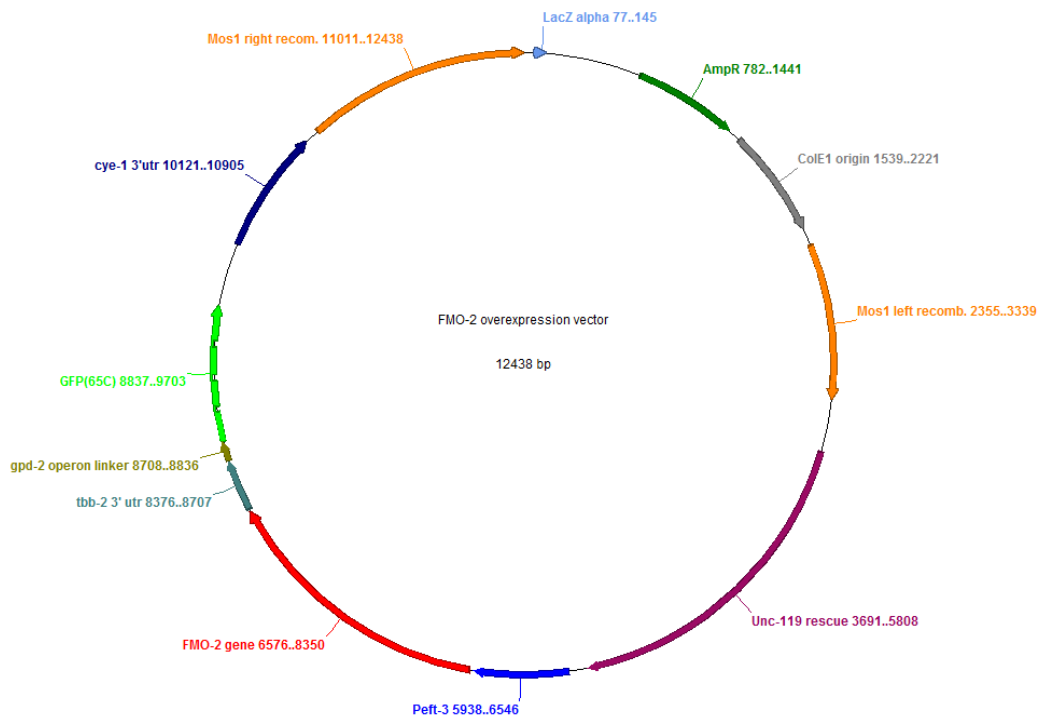 LacZ alpha 77..145
Mos1 right recom. 11011..12438
AmpR 782..1441
ColE1 origin 1539..2221
cye-1 3'utr 10121..10905
Mos1 left recomb. 2355..3339
FMO-2 overexpression vector
12438 bp
GFP(65C) 8837..9703
gpd-2 operon linker 8708..8836
tbb-2 3' utr 8376..8707
Unc-119 rescue 3691..5808
FMO-2 gene 6576..8350
Peft-3 5938..6546